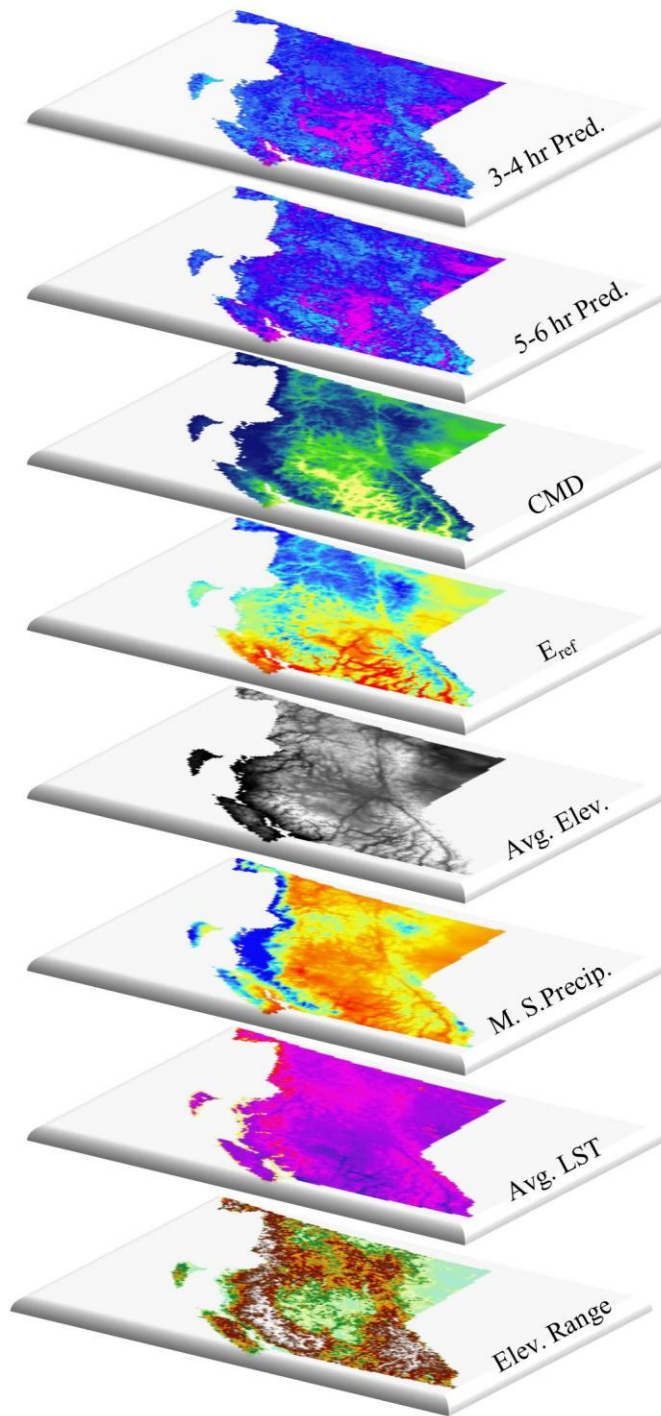 3-4 hr Pred.
5-6 hr Pred.
CMD
Eref
Avg. Elev.
M. S.Precip.
Avg. LST
Elev. Range